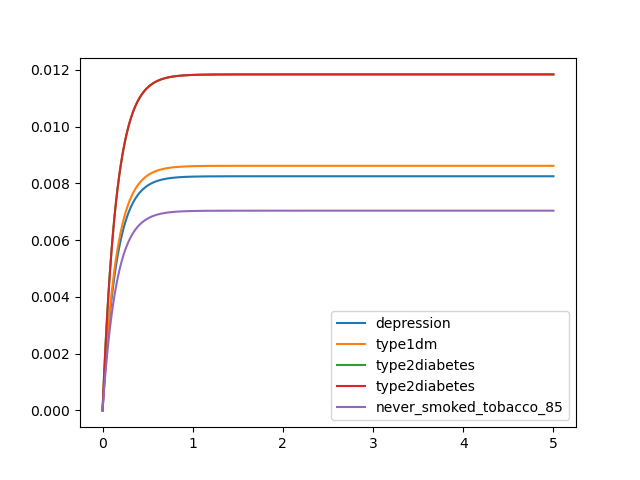 0.012
0.010
0.008
0.006
0.004
0.002
0.000
depression
type1dm
type2diabetes
type2diabetes
never_smoked_tobacco_85
0 1 2 3 4 5